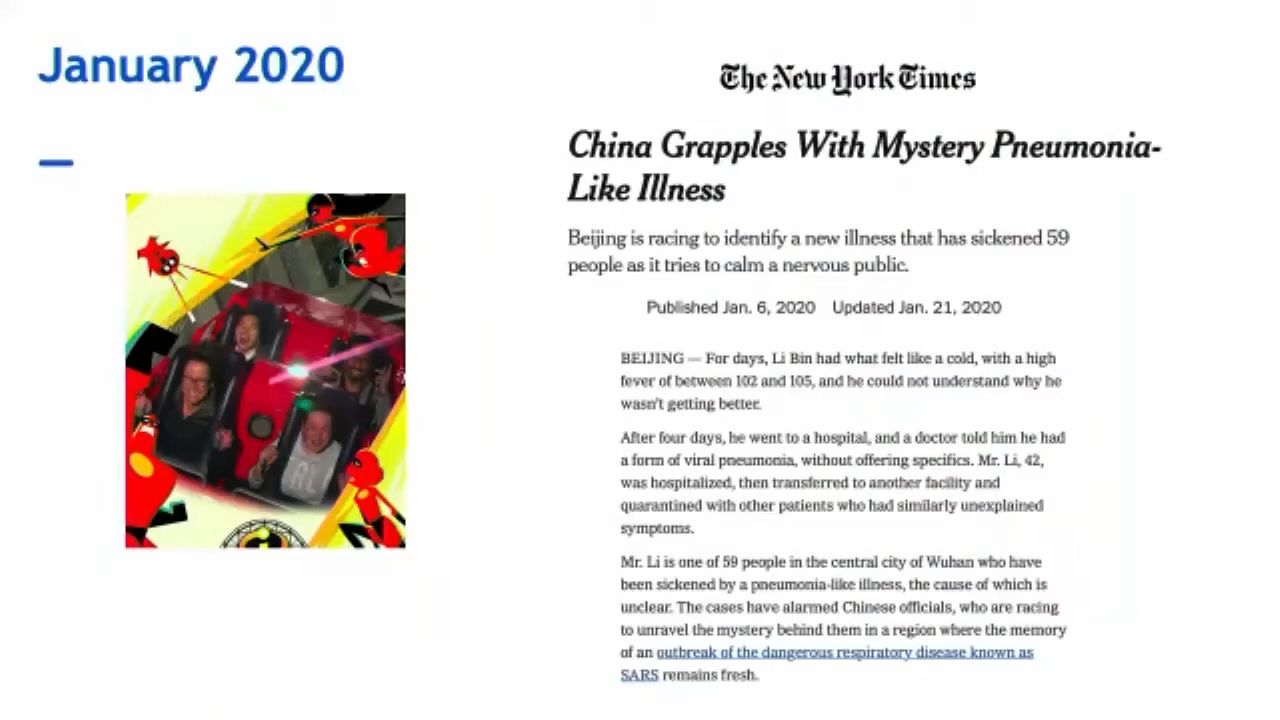 January 2020
The New York Times
China Grapples With Mystery Pneumonia-
Like Illness
Beijing is racing to identify a new illness that has sickened 59
people as it tries to calm a nervous public.
Published Jan. 6, 2020 Updated Jan. 21, 2020
BEIJING — For days, Li Bin had what felt like a cold, with a high
fever of between 102 and 105, and he could not understand why he
wasn't getting better.
After four days, he went to a hospital, and a doctor told him he had
a form of viral pneumonia, without offering specifics. Mr. Li, 42,
was hospitalized, then transferred to another facility and
quarantined with other patients who had similarly unexplained
symptoms.
Mr. Li is one of 59 people in the central city of Wuhan who have
been sickened by a pneumonia-like illness, the cause of which is
unclear. The cases have alarmed Chinese officials, who are racing
to unravel the mystery behind them in a region where the memory
of an outbreak of the dangerous respiratory disease known as
SARS remains fresh.